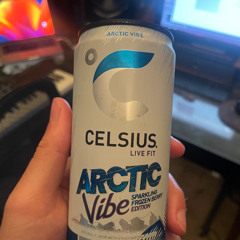 ARCTIC VIBE
CELSIUS.
LIVE FIT
ARCTIC
Vibe
SPARKLING
FROZEN BERRY
EDITION